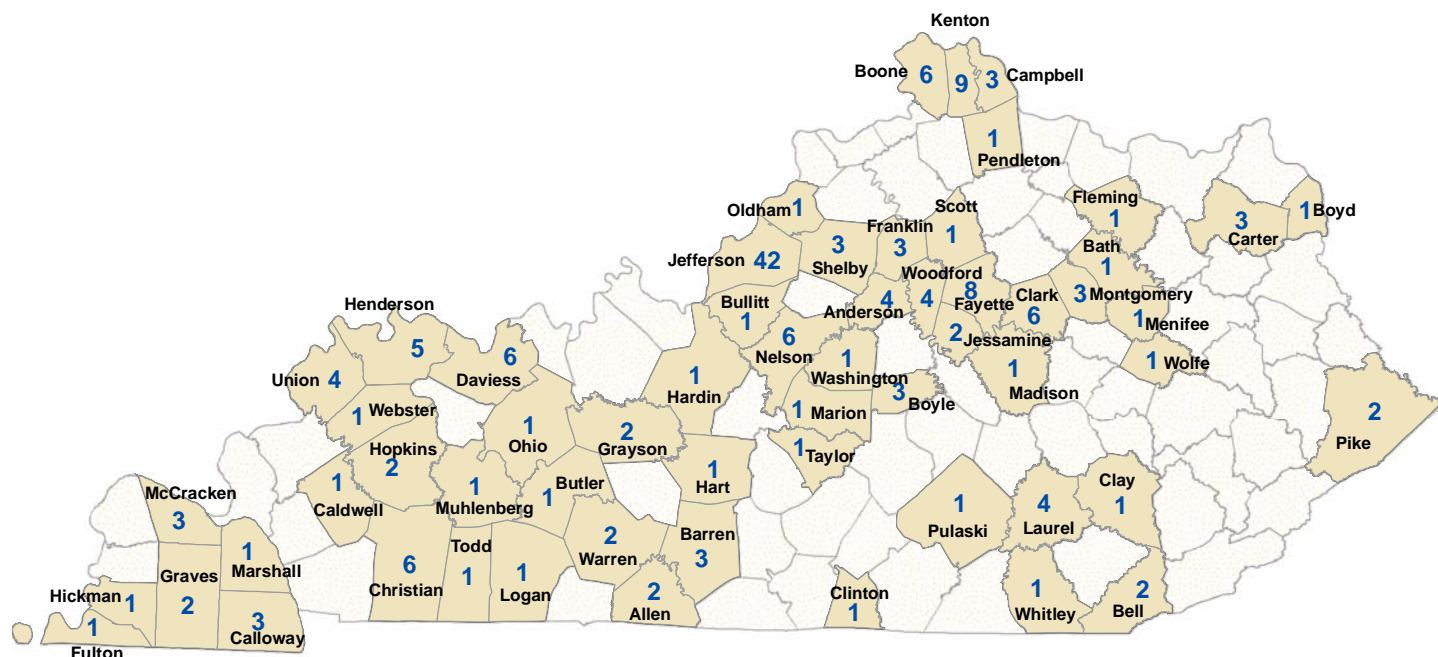 Kenton
Boone 6 9 3 Campbell
1
Pendleton
Oldham 1
Scott
Fleming
1
Franklin
3
1
3
Carter
1 Boyd
Jefferson 42
3
Shelby
Bath
1
Woodford
4
8
Fayette
Clark
6
3 Montgomery
1
Menifee
Bullitt
1
4
Anderson
Henderson
5
6
Daviess
6
Nelson
1
Washington
2
Jessamine
1
Madison
1 Wolfe
Union 4
1
Hardin
3
Boyle
2
Pike
1 Webster
1
Ohio
2
Grayson
1 Marion
1 Taylor
Hopkins
2
1
Caldwell
1
Muhlenberg
Butler
1
1
Hart
Clay
1
McCracken
3
1
Pulaski
4
Laurel
1
Marshall
6
Christian
Todd
1
1
Logan
2
Warren
Barren
3
Graves
2
Hickman 1
1
Fulton
3
Calloway
2
Allen
Clinton
1
1
Whitley
2
Bell